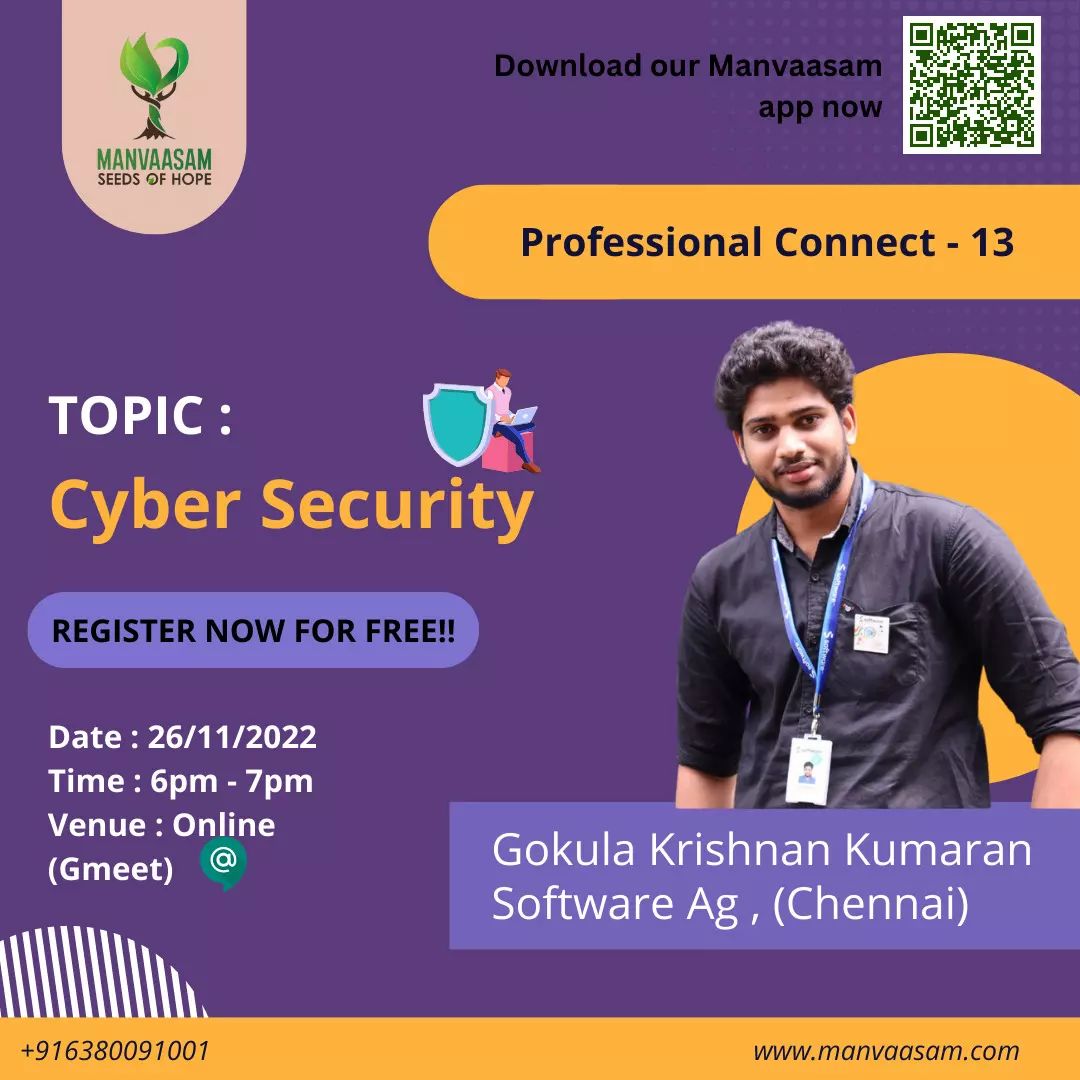 MANVAASAM
SEEDS OF HOPE
Download our Manvaasam
app now
Professional Connect - 13
TOPIC :
Cyber Security
REGISTER NOW FOR FREE!!
Date : 26/11/2022
Time : 6pm - 7pm
Venue : Online
(Gmeet)
@
Gokula Krishnan Kumaran
Software Ag , (Chennai)
+916380091001
www.manvaasam.com